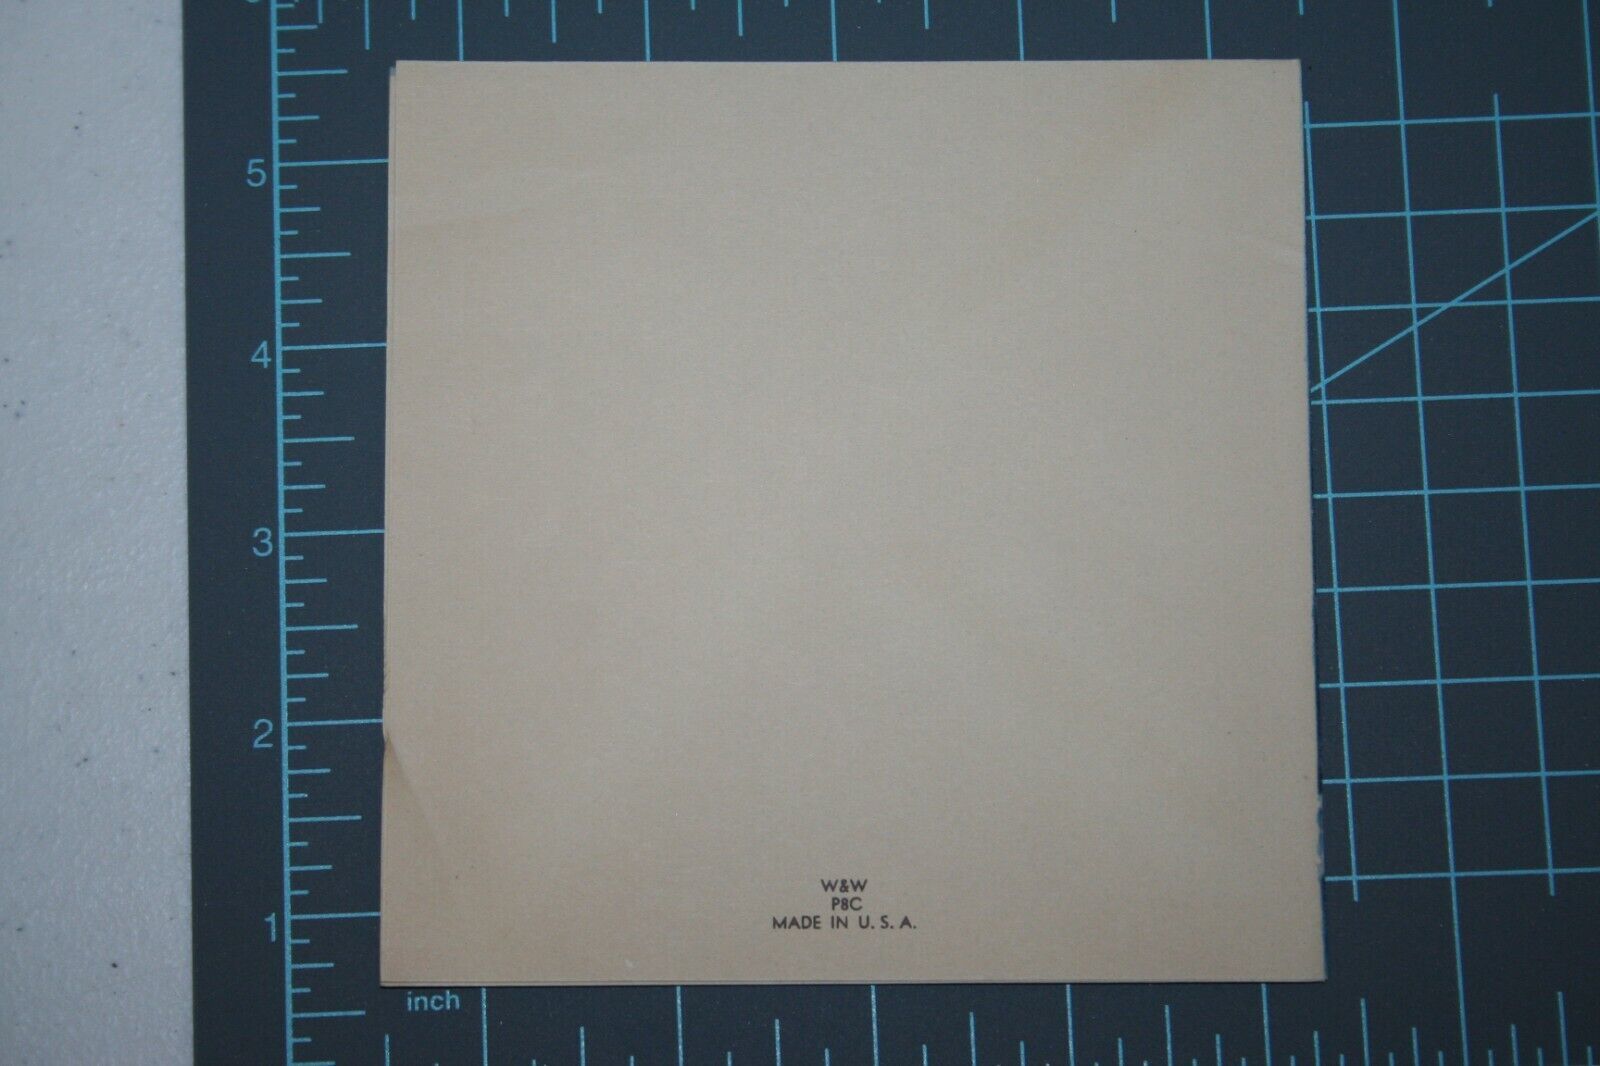 5
4
3
2
1
W&W
P8C
MADE IN U. S. A.
inch